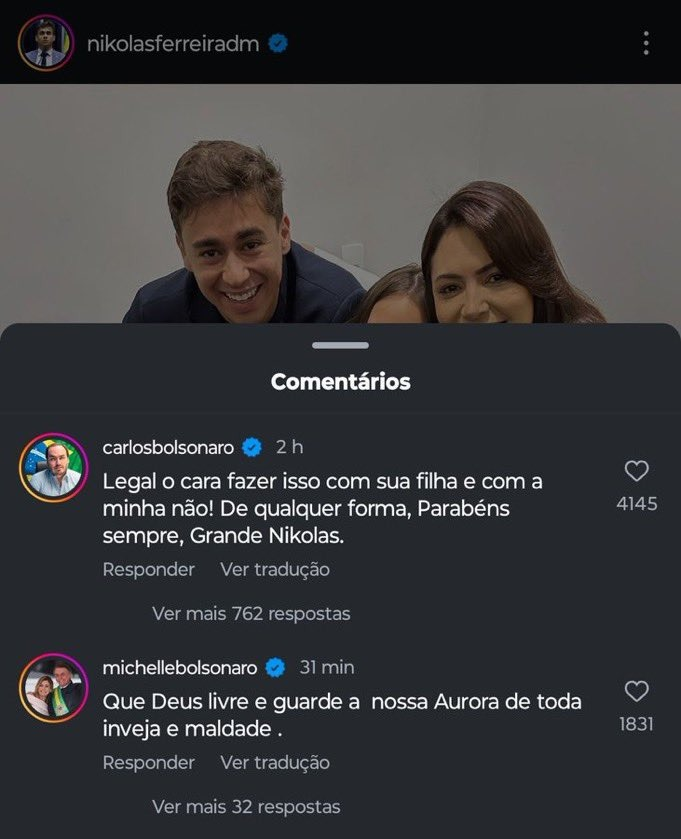 nikolasferreiradm
Comentários
carlosbolsonaro 2 h
Legal o cara fazer isso com sua filha e com a
minha não! De qualquer forma, Parabéns
sempre, Grande Nikolas.
4145
Responder Ver tradução
Ver mais 762 respostas
michellebolsonaro 31 min
Que Deus livre e guarde a  nossa Aurora de toda
inveja e maldade .
1831
Responder Ver tradução
Ver mais 32 respostas